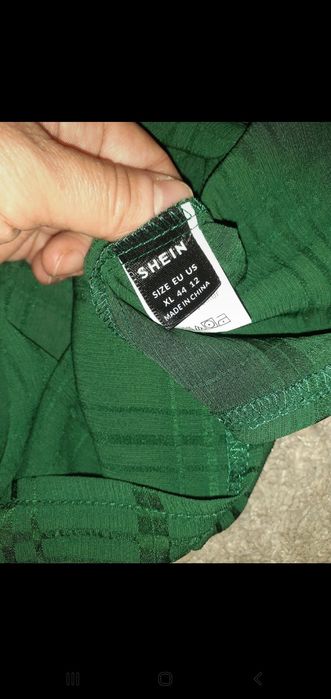 SHEIN
SIZE EU US
XL 44 12
MADE IN CHINA